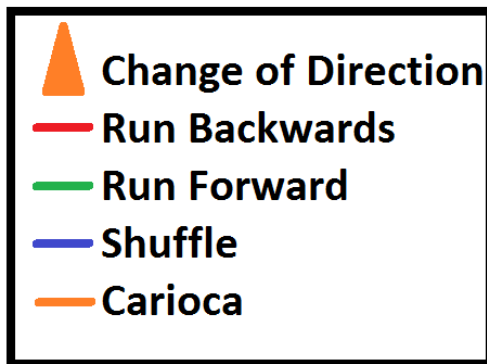 Change of Direction
Run Backwards
Run Forward
Shuffle
Carioca